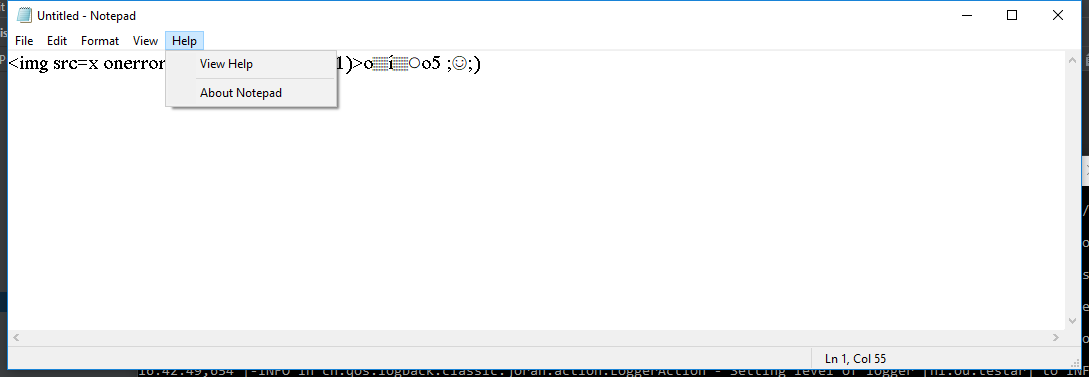 Untitled - Notepad
File Edit Format View Help
<img src=x onerror 1)>o▒í▒○o5 ;☺;)
View Help
About Notepad
Ln 1, Col 55
16:42:49,654 |-INFO in ch.qos.logback.classic.joran.action.LoggerAction - Setting level of logger [nl.ou.testar] to INF